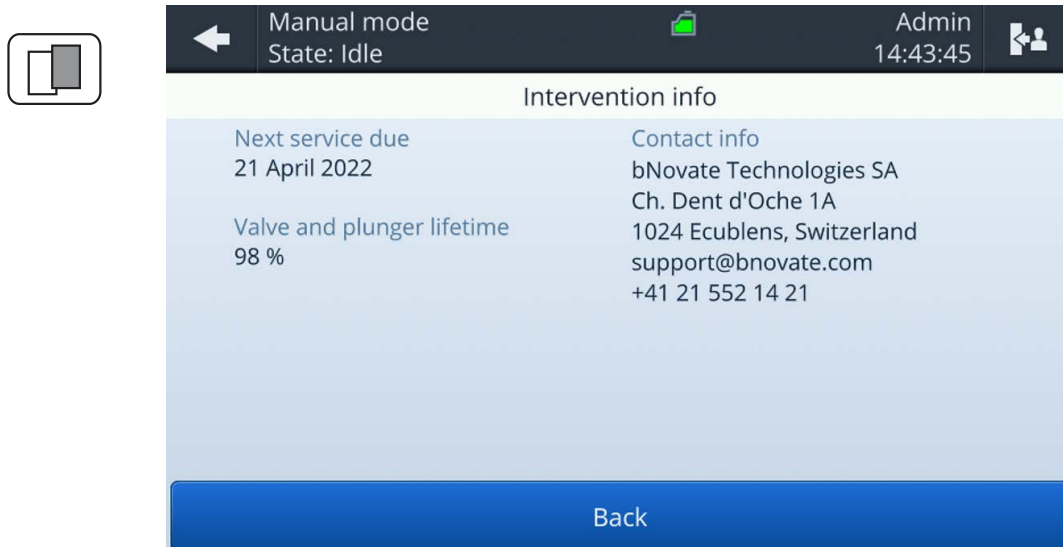 Manual mode
State: Idle
Admin
14:43:45
Intervention info
Next service due
21 April 2022
Valve and plunger lifetime
98 %
Contact info
bNovate Technologies SA
Ch. Dent d'Oche 1A
1024 Ecublens, Switzerland
support@bnovate.com
+41 21 552 14 21
Back